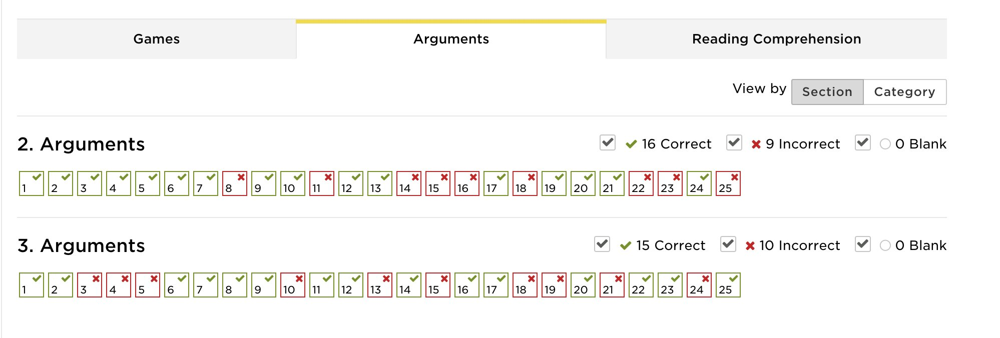 Games Arguments Reading Comprehension
View by Section Category
2. Arguments 16 Correct 9 Incorrect 0 Blank
1 2 3 4 5 6 7 8 9 10 11 12 13 14 15 16 17 18 19 20 21 22 23 24 25
3. Arguments 15 Correct 10 Incorrect 0 Blank
1 2 3 4 5 6 7 8 9 10 11 12 13 14 15 16 17 18 19 20 21 22 23 24 25